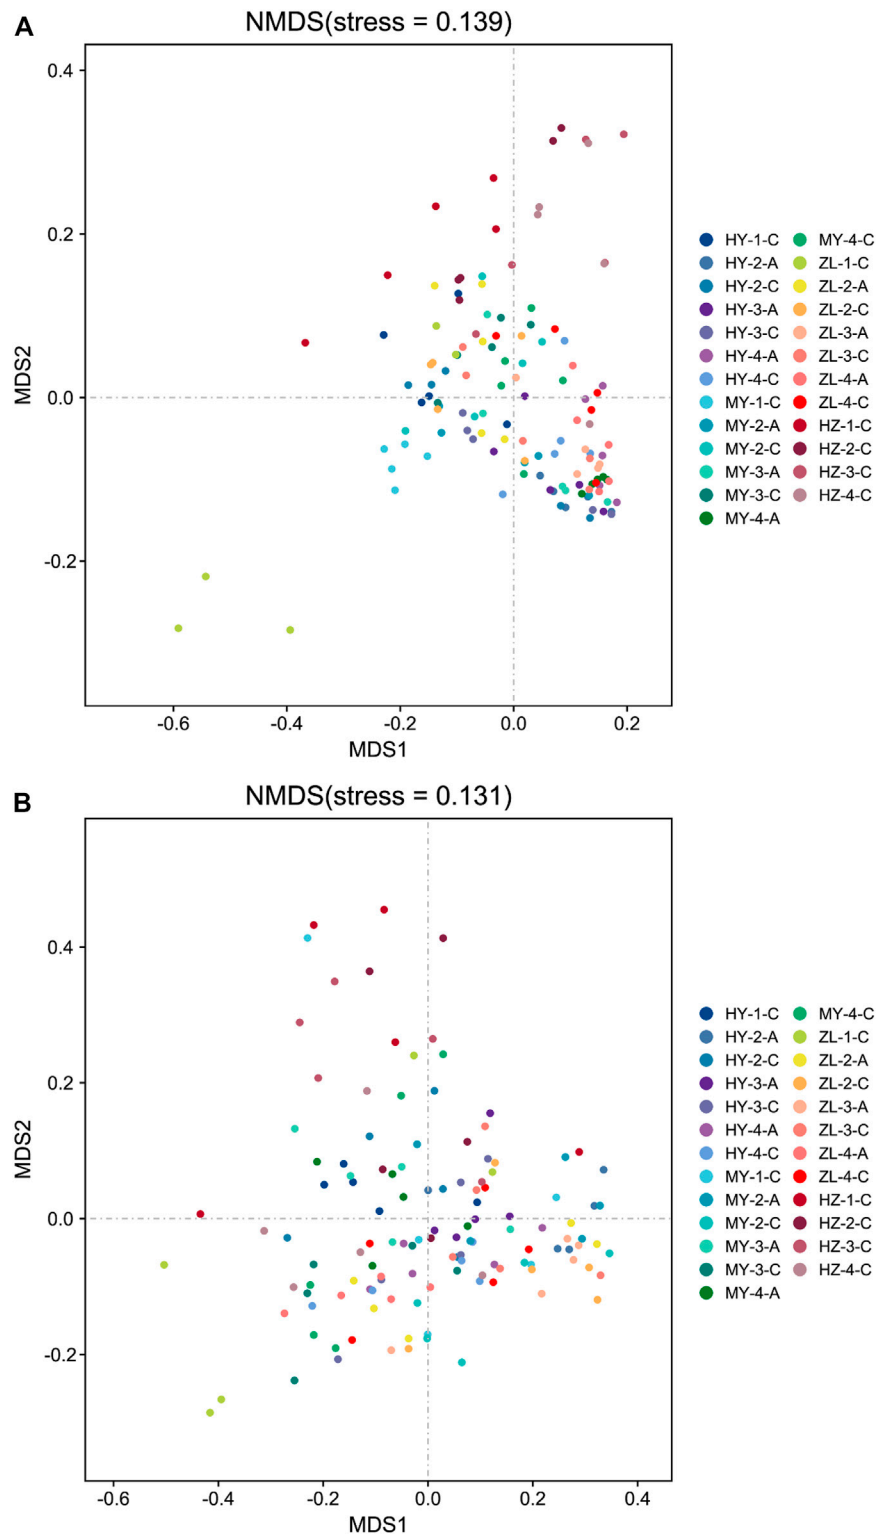 A
NMDS(stress = 0.139)
0.4
0.2
0.0
-0.2
MDS2
-0.6 -0.4 -0.2 0.0 0.2
MDS1
HY-1-C MY-4-C
HY-2-A ZL-1-C
HY-2-C ZL-2-A
HY-3-A ZL-2-C
HY-3-C ZL-3-A
HY-4-A ZL-3-C
HY-4-C ZL-4-A
MY-1-C ZL-4-C
MY-2-A HZ-1-C
MY-2-C HZ-2-C
MY-3-A HZ-3-C
MY-3-C HZ-4-C
MY-4-A
B
NMDS(stress = 0.131)
0.4
0.2
0.0
-0.2
MDS2
-0.6 -0.4 -0.2 0.0 0.2 0.4
MDS1
HY-1-C MY-4-C
HY-2-A ZL-1-C
HY-2-C ZL-2-A
HY-3-A ZL-2-C
HY-3-C ZL-3-A
HY-4-A ZL-3-C
HY-4-C ZL-4-A
MY-1-C ZL-4-C
MY-2-A HZ-1-C
MY-2-C HZ-2-C
MY-3-A HZ-3-C
MY-3-C HZ-4-C
MY-4-A